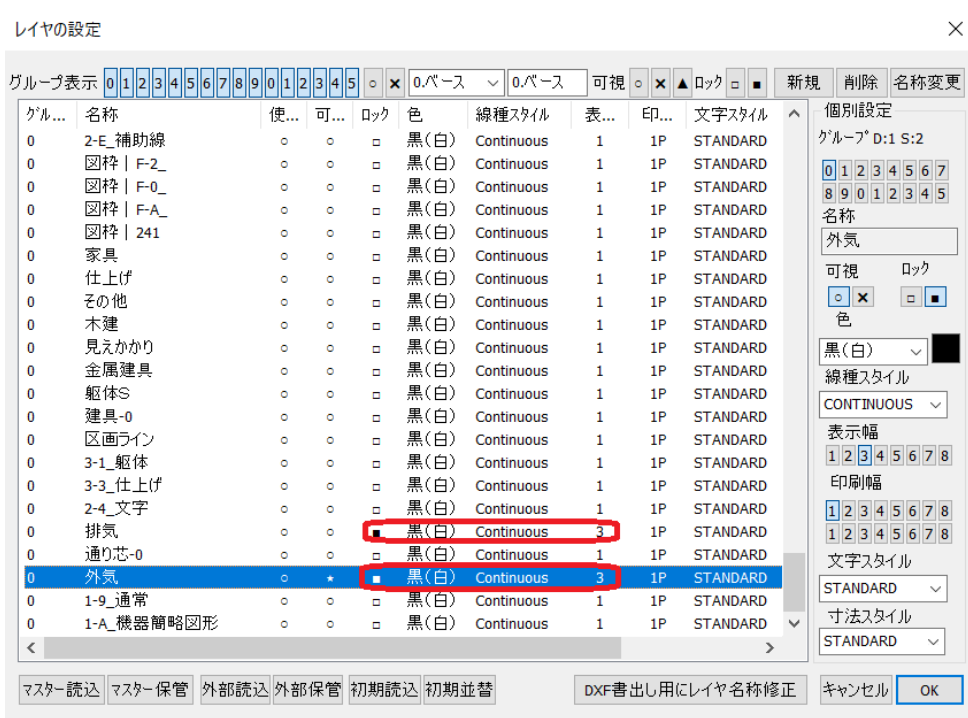 レイヤの設定
グループ表示 0 1 2 3 4 5 6 7 8 9 0 1 2 3 4 5 ○ × 0.ベース 0.ベース 可視 ○ × ▲ ロック □ ■ 新規 削除 名称変更
グル... 名称 使... 可... ロック 色 線種スタイル 表... 印... 文字スタイル
0 2-E_補助線 ○ ○ □ 黒(白) Continuous 1 1P STANDARD
0 図枠 | F-2_ ○ ○ □ 黒(白) Continuous 1 1P STANDARD
0 図枠 | F-0_ ○ ○ □ 黒(白) Continuous 1 1P STANDARD
0 図枠 | F-A_ ○ ○ □ 黒(白) Continuous 1 1P STANDARD
0 図枠 | 241 ○ ○ □ 黒(白) Continuous 1 1P STANDARD
0 家具 ○ ○ □ 黒(白) Continuous 1 1P STANDARD
0 仕上げ ○ ○ □ 黒(白) Continuous 1 1P STANDARD
0 その他 ○ ○ □ 黒(白) Continuous 1 1P STANDARD
0 木建 ○ ○ □ 黒(白) Continuous 1 1P STANDARD
0 見えかかり ○ ○ □ 黒(白) Continuous 1 1P STANDARD
0 金属建具 ○ ○ □ 黒(白) Continuous 1 1P STANDARD
0 躯体S ○ ○ □ 黒(白) Continuous 1 1P STANDARD
0 建具-0 ○ ○ □ 黒(白) Continuous 1 1P STANDARD
0 区画ライン ○ ○ □ 黒(白) Continuous 1 1P STANDARD
0 3-1_躯体 ○ ○ □ 黒(白) Continuous 1 1P STANDARD
0 3-3_仕上げ ○ ○ □ 黒(白) Continuous 1 1P STANDARD
0 2-4_文字 ○ ○ □ 黒(白) Continuous 1 1P STANDARD
0 排気 ○ ○ ■ 黒(白) Continuous 3 1P STANDARD
0 通り芯-0 ○ ○ □ 黒(白) Continuous 1 1P STANDARD
0 外気 ○ ★ ■ 黒(白) Continuous 3 1P STANDARD
0 1-9_通常 ○ ○ □ 黒(白) Continuous 1 1P STANDARD
0 1-A_機器簡略図形 ○ ○ □ 黒(白) Continuous 1 1P STANDARD
個別設定
グループ D:1 S:2
0 1 2 3 4 5 6 7
8 9 0 1 2 3 4 5
名称
外気
可視 ロック
○ × □ ■
色
黒(白)
線種スタイル
CONTINUOUS
表示幅
1 2 3 4 5 6 7 8
印刷幅
1 2 3 4 5 6 7 8
1 2 3 4 5 6 7 8
文字スタイル
STANDARD
寸法スタイル
STANDARD
マスター読込 マスター保管 外部読込 外部保管 初期読込 初期並替 DXF書出し用にレイヤ名称修正 キャンセル OK